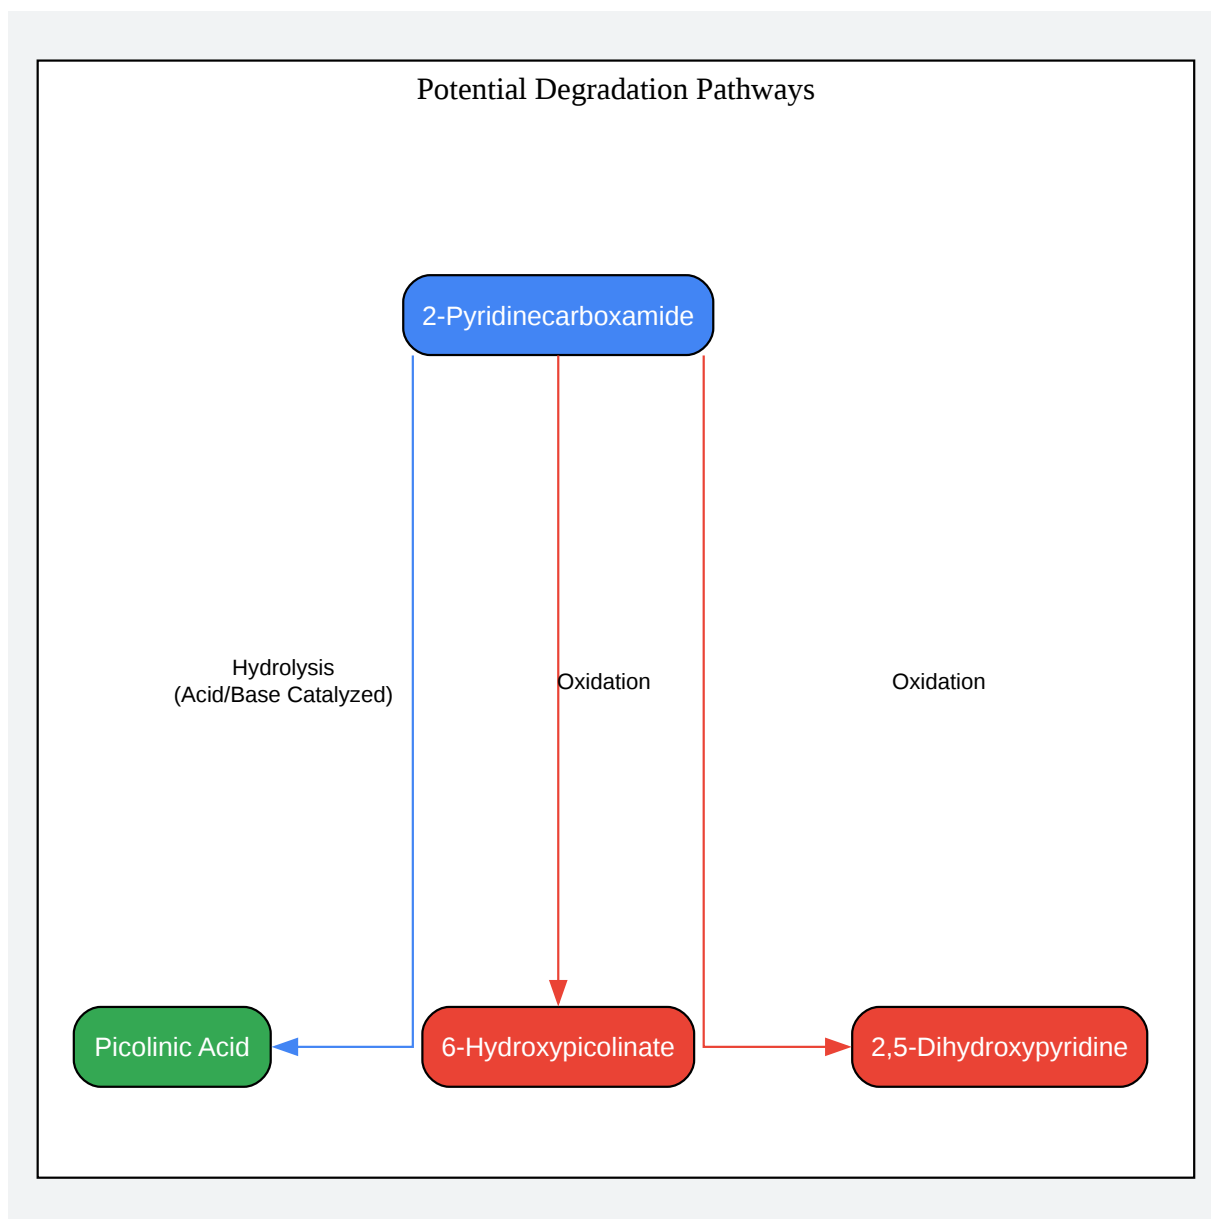 Potential Degradation Pathways
2-Pyridinecarboxamide
Hydrolysis
(Acid/Base Catalyzed)
Oxidation
Oxidation
Picolinic Acid
6-Hydroxypicolinate
2,5-Dihydroxypyridine